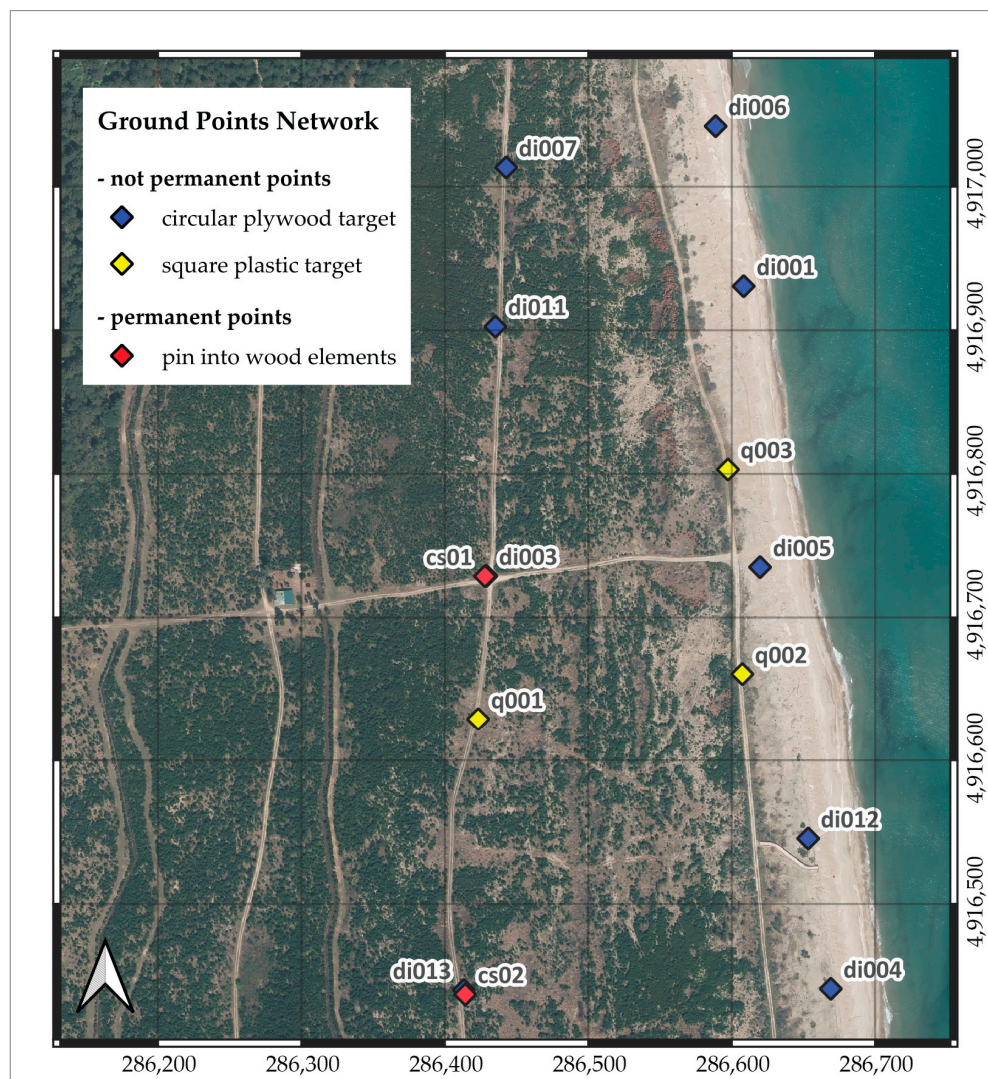 Ground Points Network
- not permanent points
circular plywood target
square plastic target
- permanent points
pin into wood elements
di006
di007
di001
di011
q003
cs01 di003
di005
q002
q001
di012
di013 cs02
di004
4,917,000
4,916,900
4,916,800
4,916,700
4,916,600
4,916,500
286,200 286,300 286,400 286,500 286,600 286,700